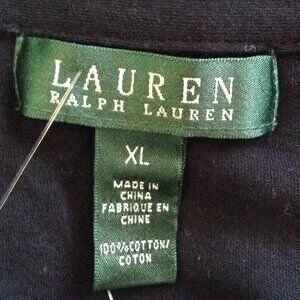 LAUREN
RALPH LAUREN
XL
MADE IN
CHINA
FABRIQUE EN
CHINE
100%COTTON/
COTON